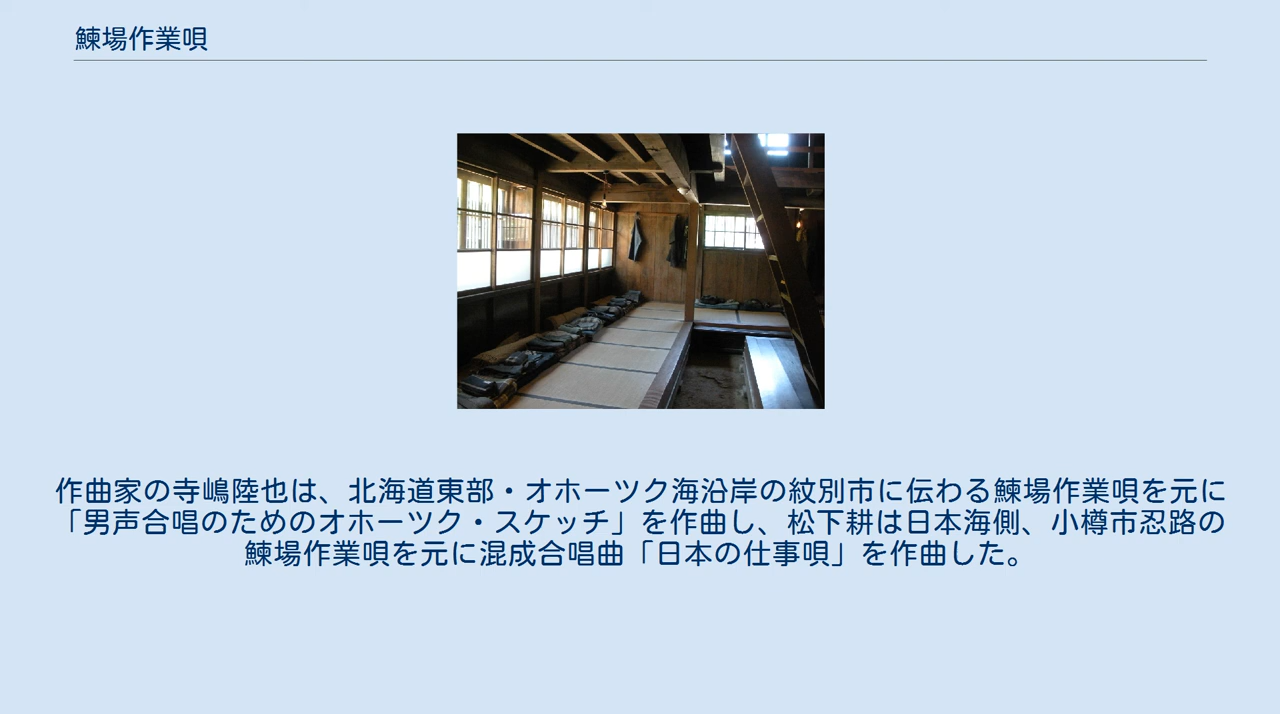 鰊場作業唄
作曲家の寺嶋陸也は、北海道東部・オホーツク海沿岸の紋別市に伝わる鰊場作業唄を元に
「男声合唱のためのオホーツク・スケッチ」を作曲し、松下耕は日本海側、小樽市忍路の
鰊場作業唄を元に混成合唱曲「日本の仕事唄」を作曲した。